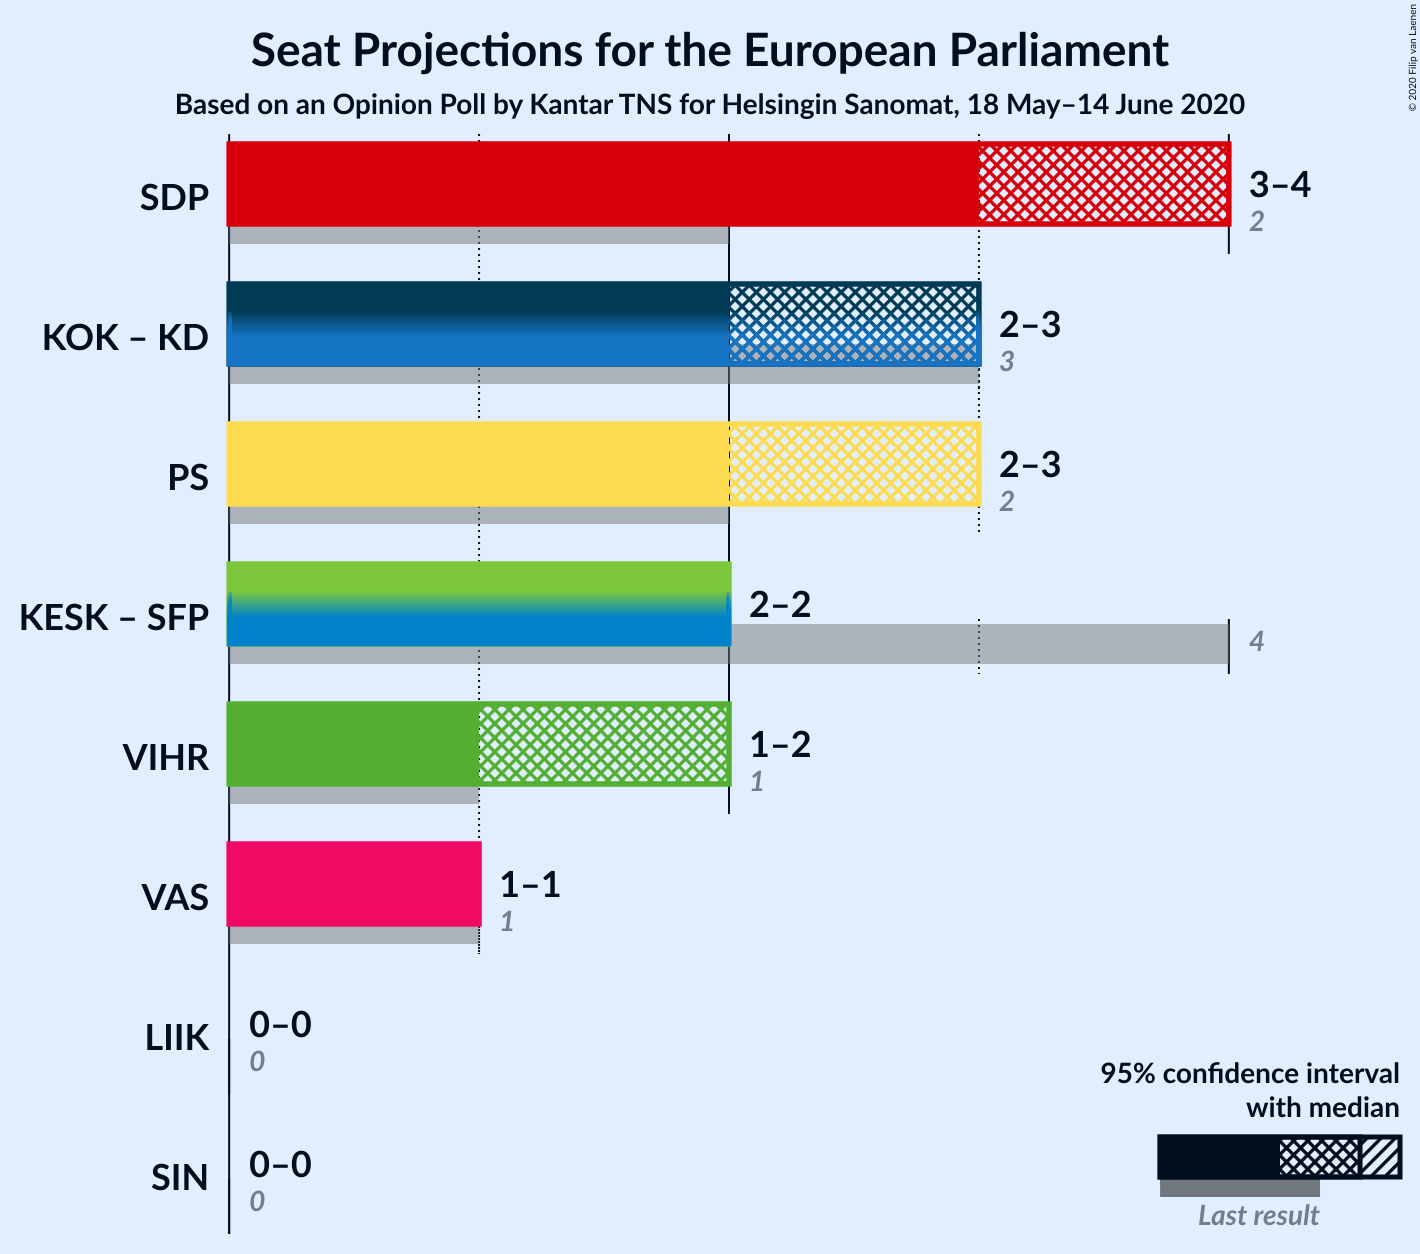 Seat Projections for the European Parliament
Based on an Opinion Poll by Kantar TNS for Helsingin Sanomat, 18 May–14 June 2020
© 2020 Filip van Laenen
SDP
3–4
2
KOK – KD
2–3
3
PS
2–3
2
KESK – SFP
2–2
4
VIHR
1–2
1
VAS
1–1
1
LIIK
0–0
0
SIN
0–0
0
95% confidence interval
with median
Last result